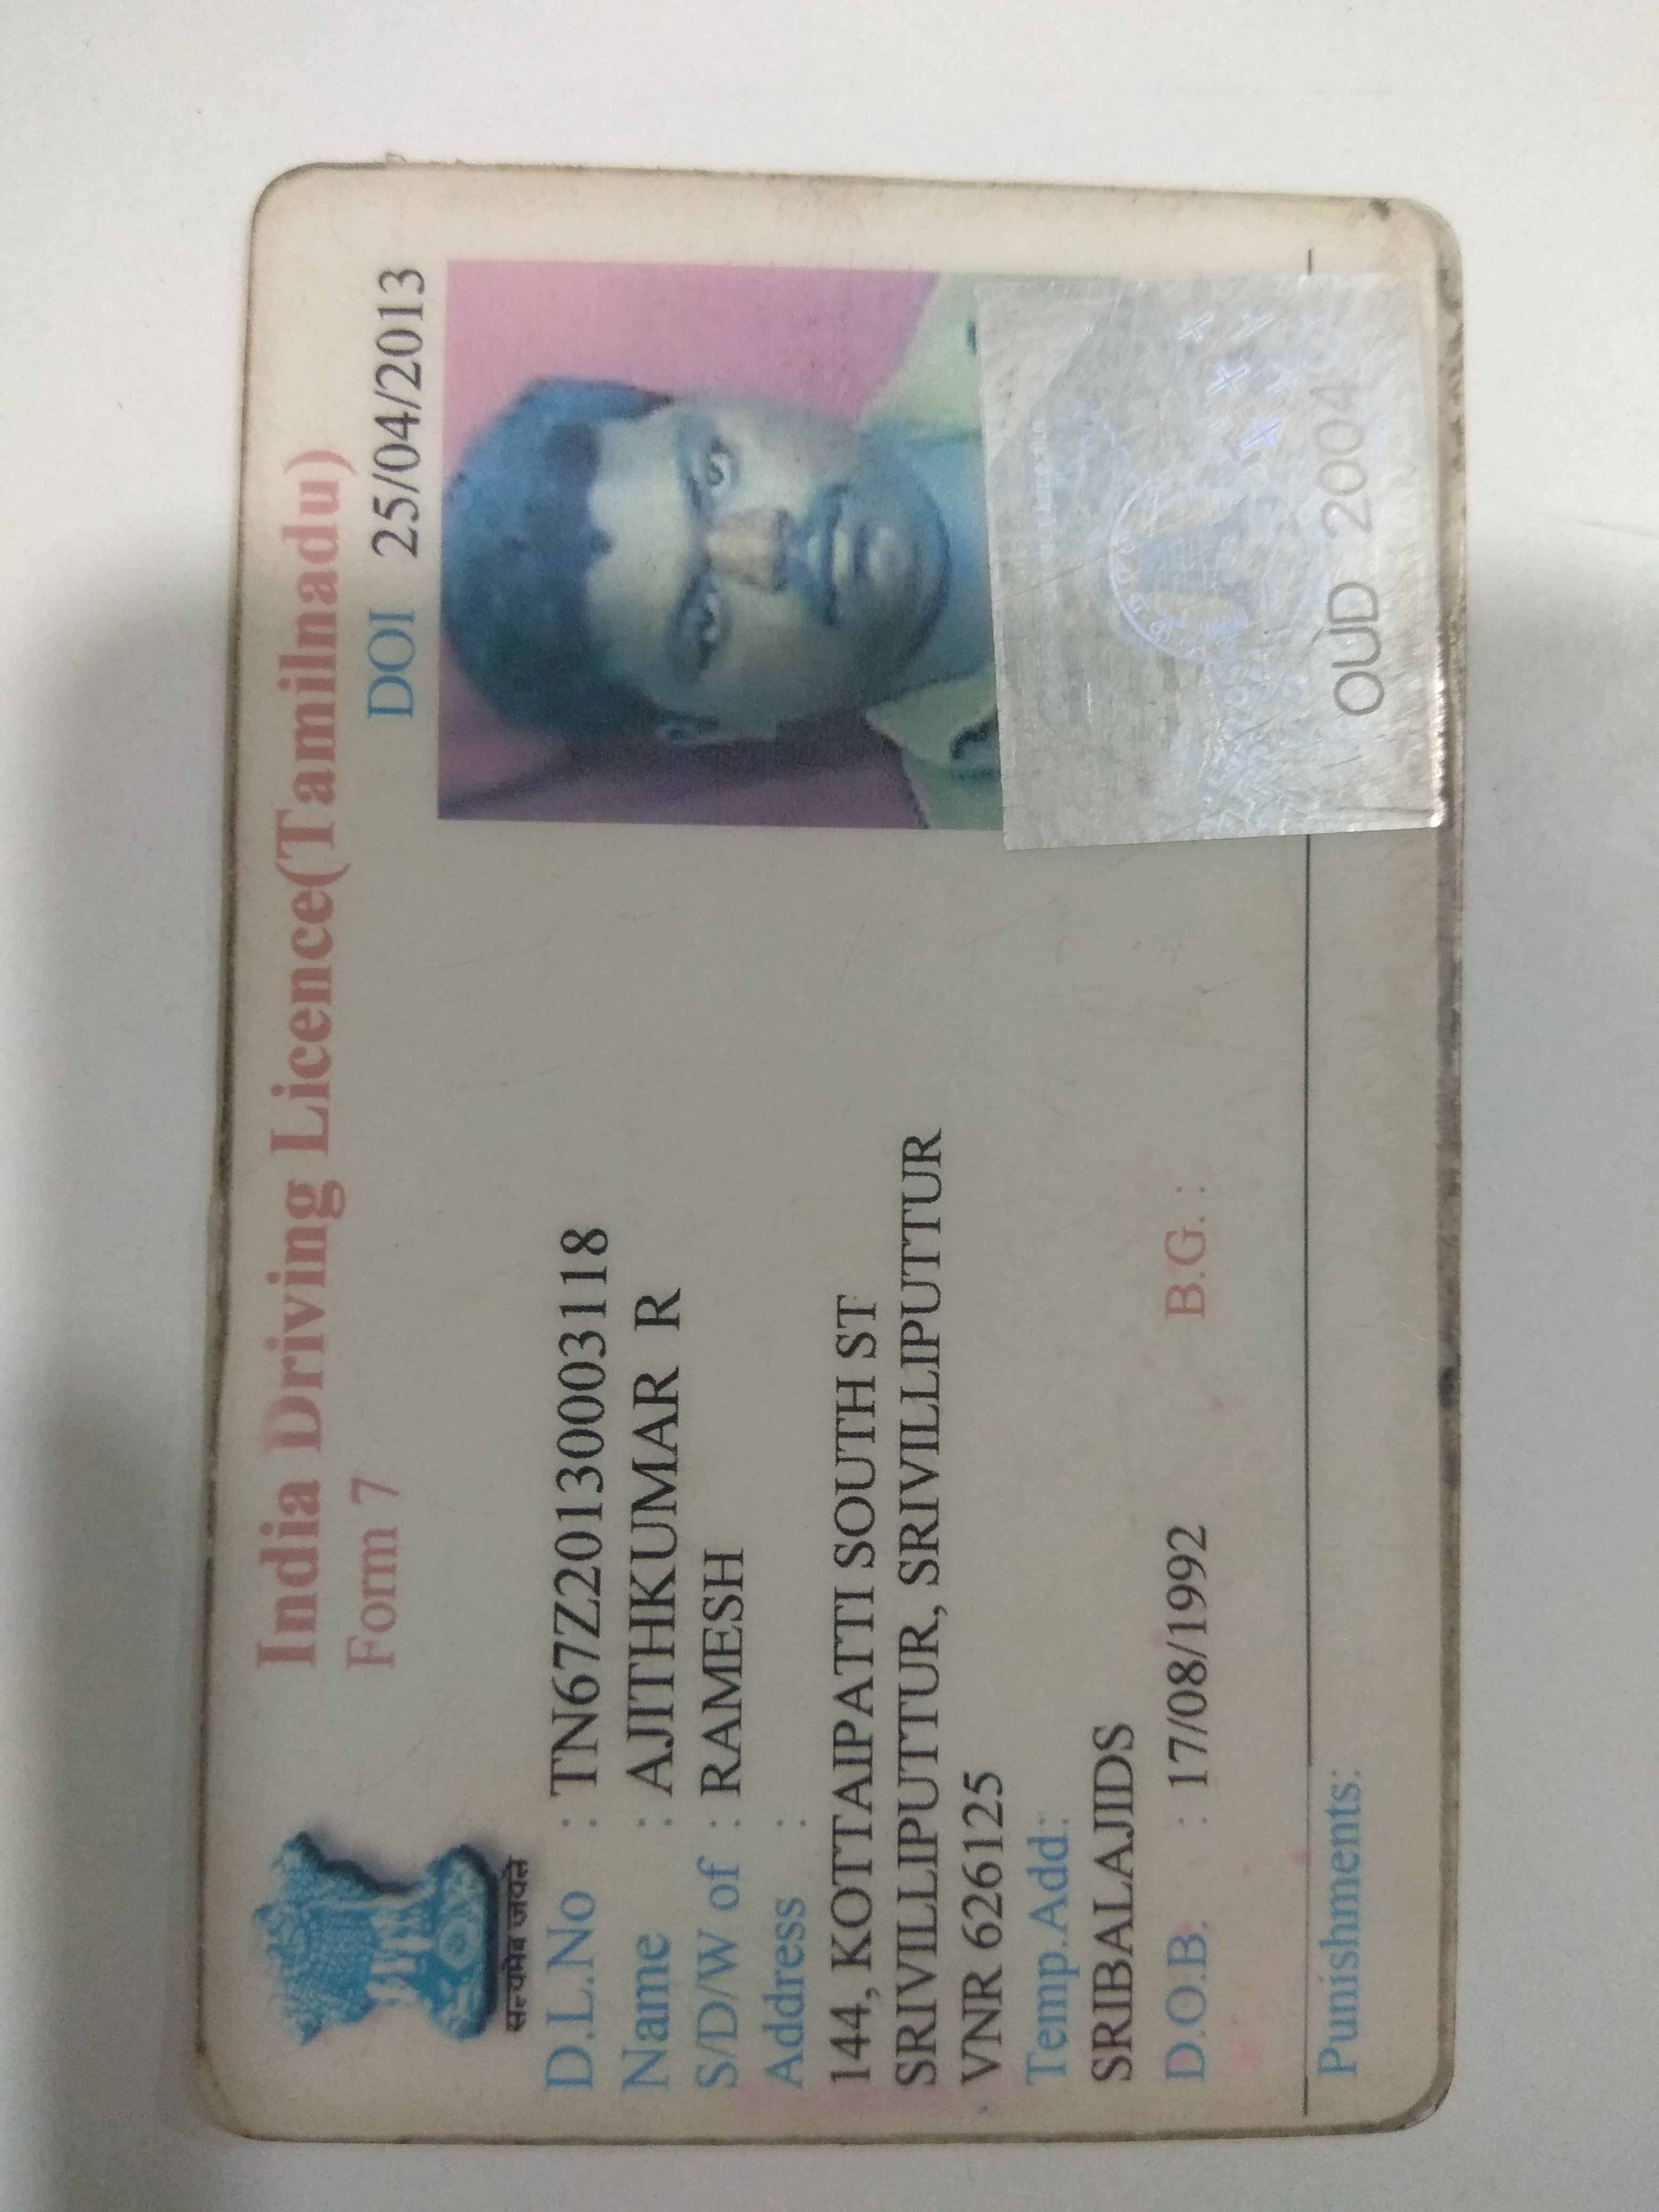 India Driving Licence(Tamilnadu)
Form 7
DOI 25/04/2013
सत्यमेव जयते
D.L.No : TN67Z20130003118
Name : AJITHKUMAR R
S/D/W of : RAMESH
Address :
144, KOTTAIPATTI SOUTH ST
SRIVILLIPUTTUR, SRIVILLIPUTTUR
VNR 626125
Temp.Add.:
SRIBALAJIDS
D.O.B. : 17/08/1992 B.G. :
OUD 2004
Punishments: